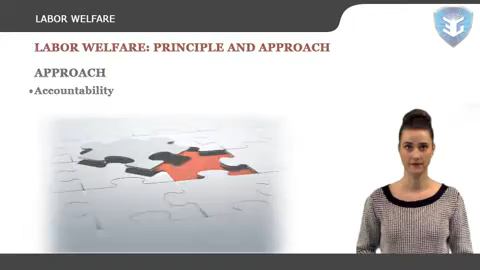 LABOR WELFARE
LABOR WELFARE: PRINCIPLE AND APPROACH
APPROACH
•Accountability